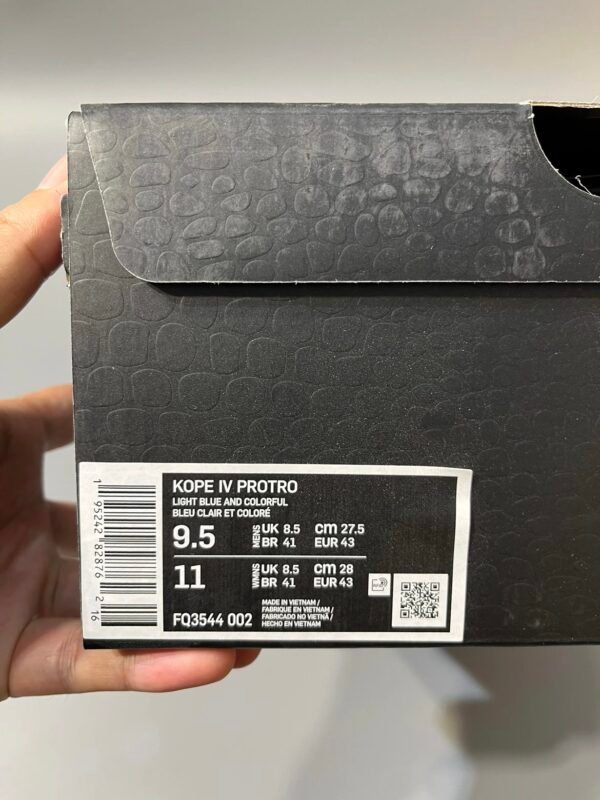 KOPE IV PROTRO
LIGHT BLUE AND COLORFUL
BLEU CLAIR ET COLORÉ
9.5 MENS UK 8.5 cm 27.5
BR 41 EUR 43
11 WMNS UK 8.5 cm 28
BR 41 EUR 43
MADE IN VIETNAM /
FABRIQUE EN VIETNAM /
FABRICADO NO VIETNÃ /
HECHO EN VIETNAM
FQ3544 002
1 95242 82876 2 16